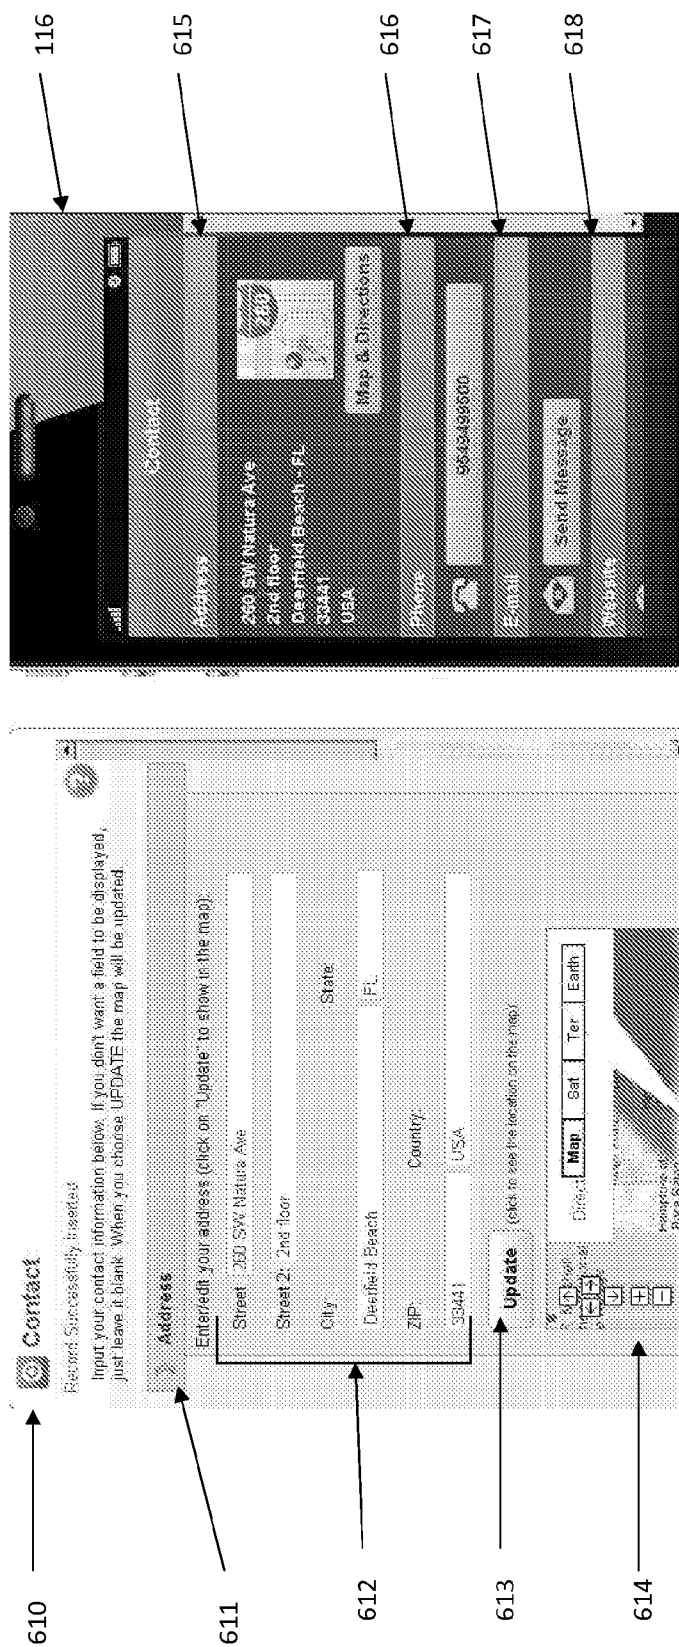 610
Contact
Record Successfully Inserted
Input your contact information below. If you don't want a field to be displayed,
just leave it blank. When you choose UPDATE the map will be updated.
611
Address
Enter/edit your address (click on "Update" to show in the map):
612
Street: 260 SW Natura Ave
Street 2: 2nd floor
City: State:
Deerfield Beach FL
ZIP: Country:
33441 USA
613
Update (click to see the location on the map)
614
Map Sat Ter Earth
116
Contact
615
Address
260 SW Natura Ave
2nd floor
Deerfield Beach - FL
33441
USA
Map & Directions
616
Phone
617
E-mail
Send Message
618
Website